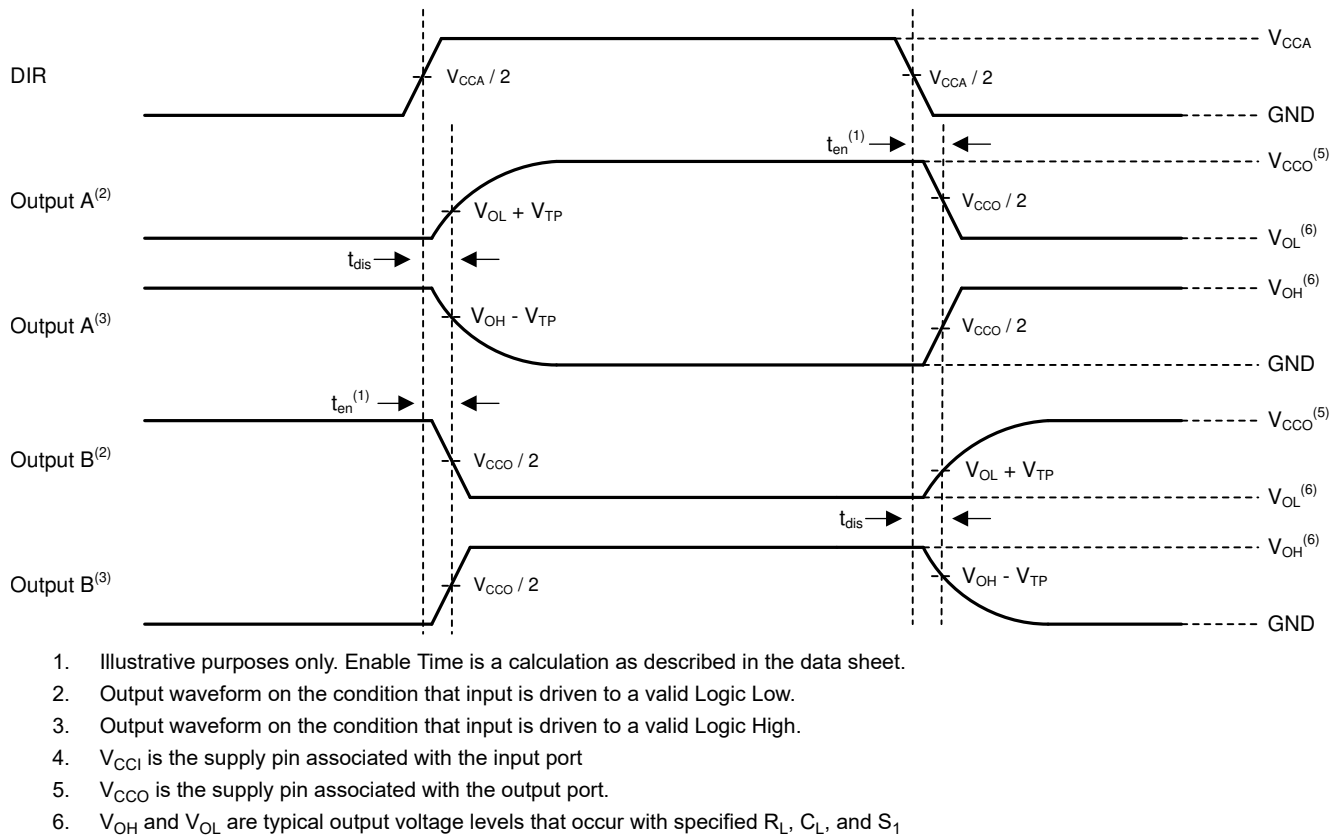 V_CCA
DIR
V_CCA / 2
V_CCA / 2
GND
t_en^(1)
V_CCO^(5)
Output A^(2)
V_OL + V_TP
V_CCO / 2
V_OL^(6)
t_dis
V_OH^(6)
Output A^(3)
V_OH - V_TP
V_CCO / 2
GND
t_en^(1)
V_CCO^(5)
Output B^(2)
V_CCO / 2
V_OL + V_TP
V_OL^(6)
t_dis
V_OH^(6)
Output B^(3)
V_CCO / 2
V_OH - V_TP
GND
1. Illustrative purposes only. Enable Time is a calculation as described in the data sheet.
2. Output waveform on the condition that input is driven to a valid Logic Low.
3. Output waveform on the condition that input is driven to a valid Logic High.
4. V_CCI is the supply pin associated with the input port
5. V_CCO is the supply pin associated with the output port.
6. V_OH and V_OL are typical output voltage levels that occur with specified R_L, C_L, and S_1